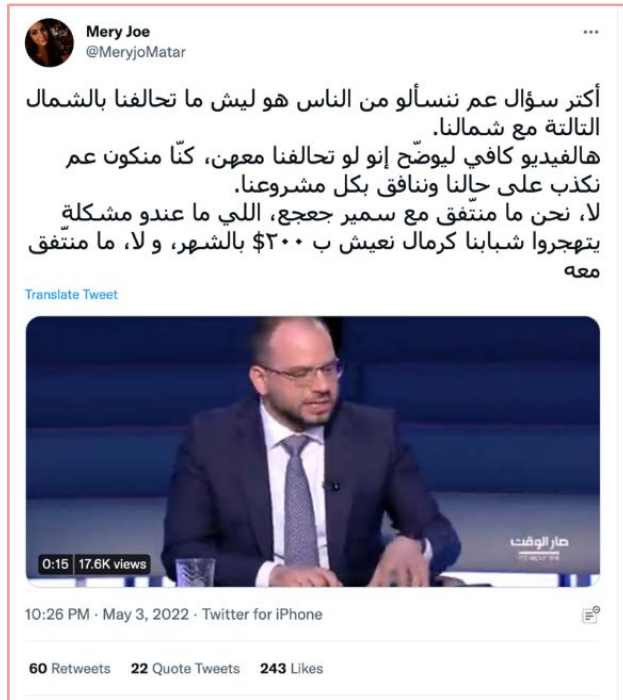 Mery Joe
@MeryjoMatar
أكتر سؤال عم ننسألو من الناس هو ليش ما تحالفنا بالشمال
التالتة مع شمالنا.
هالفيديو كافي ليوضّح إنو لو تحالفنا معهن، كنّا منكون عم
نكذب على حالنا وننافق بكل مشروعنا.
لا، نحن ما منتّفق مع سمير جعجع، اللي ما عندو مشكلة
يتهجروا شبابنا كرمال نعيش ب ٢٠٠$ بالشهر، و لا، ما منتّفق
معه
Translate Tweet
صار الوقت
0:15 17.6K views
10:26 PM · May 3, 2022 · Twitter for iPhone
60 Retweets 22 Quote Tweets 243 Likes